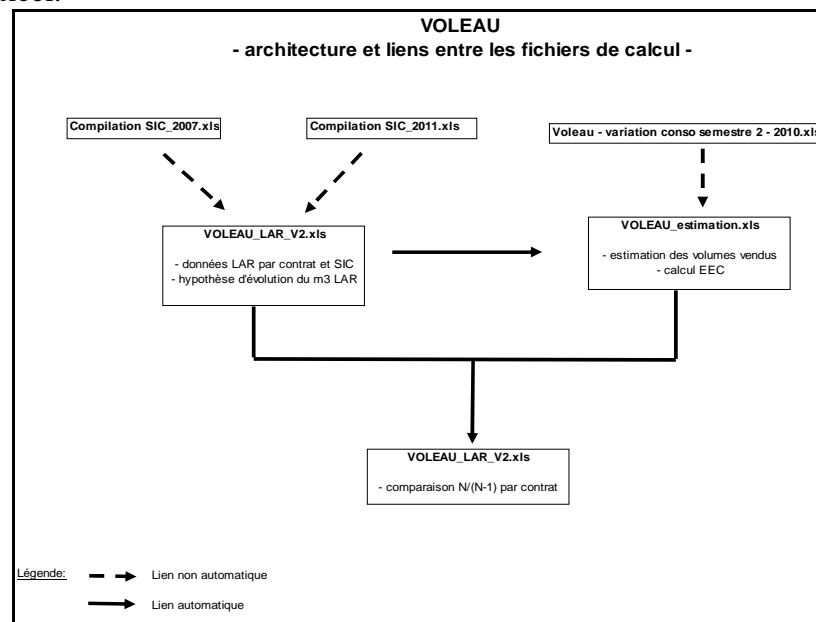 VOLEAU
- architecture et liens entre les fichiers de calcul -
Compilation SIC_2007.xls
Compilation SIC_2011.xls
Voleau - variation conso semestre 2 - 2010.xls
VOLEAU_LAR_V2.xls
- données LAR par contrat et SIC
- hypothèse d'évolution du m3 LAR
VOLEAU_estimation.xls
- estimation des volumes vendus
- calcul EEC
VOLEAU_LAR_V2.xls
- comparaison N/(N-1) par contrat
Légende:
Lien non automatique
Lien automatique